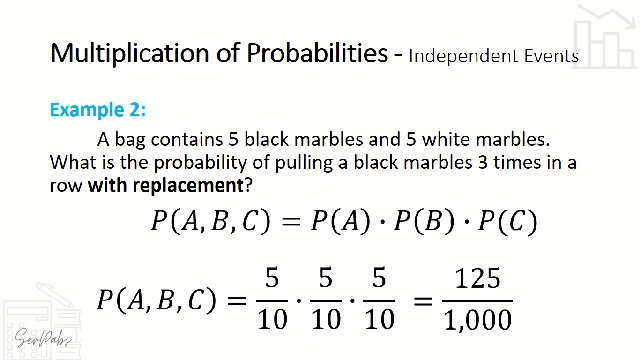 Multiplication of Probabilities - Independent Events
Example 2:
A bag contains 5 black marbles and 5 white marbles.
What is the probability of pulling a black marbles 3 times in a
row with replacement?
P(A, B, C) = P(A) · P(B) · P(C)
P(A, B, C) = 5/10 · 5/10 · 5/10 = 125/1,000
SerPabs